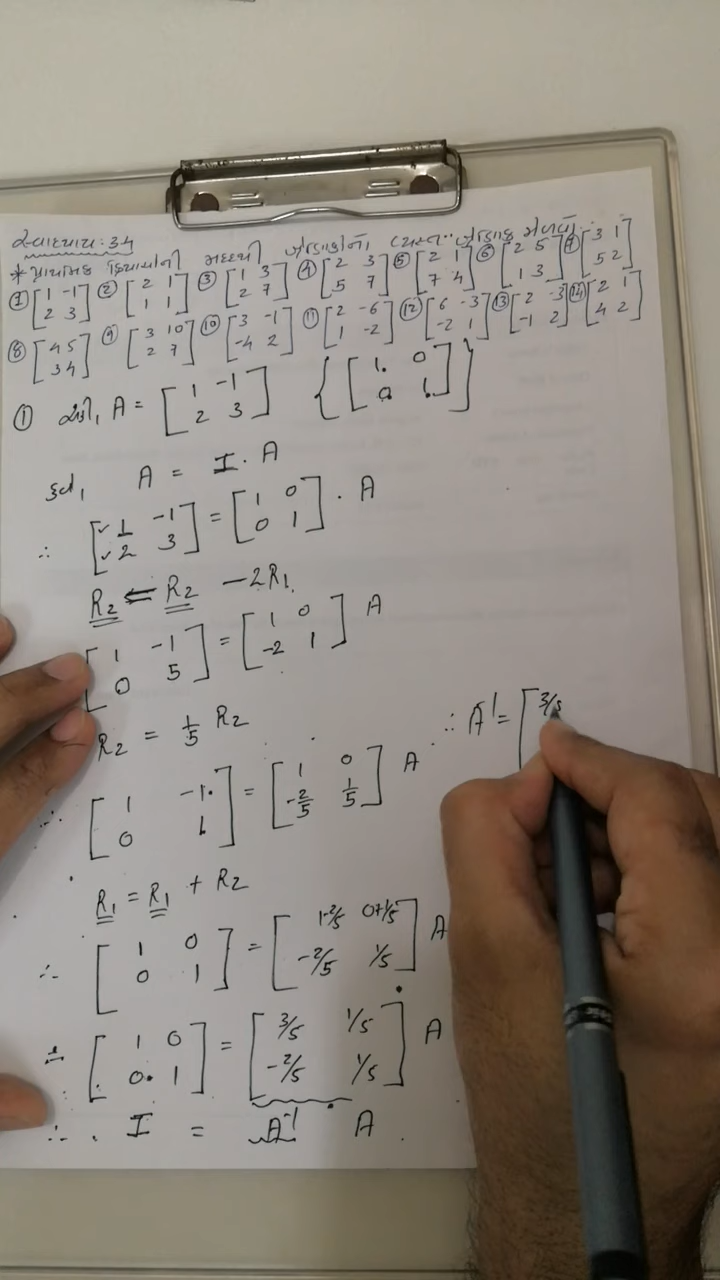 સ્વાધ્યાય : 3.4
* પ્રાથમિક ક્રિયાઓની મદદથી શ્રેણિકોના વ્યસ્ત શ્રેણિક મેળવો :
① [1 -1] ② [2 1] ③ [1 3] ④ [2 3] ⑤ [2 1] ⑥ [2 5] ⑦ [3 1]
[2 3] [1 1] [2 7] [5 7] [7 4] [1 3] [5 2]
⑧ [4 5] ⑨ [3 10] ⑩ [3 -1] ⑪ [2 -6] ⑫ [6 -3] ⑬ [2 -3] ⑭ [2 1]
[3 4] [2 7] [-4 2] [1 -2] [-2 1] [-1 2] [4 2]
① A = [1 -1] {[1 0]}
[2 3] [0 1]
હવે, A = I . A
∴ [1 -1] = [1 0] . A
[2 3] [0 1]
R2 = R2 - 2R1
[1 -1] = [1 0] A
[0 5] [-2 1]
R2 = 1/5 R2
∴ [1 -1] = [1 0] A
[0 1] [-2/5 1/5]
R1 = R1 + R2
∴ [1 0] = [1-2/5 0+1/5] A
[0 1] [-2/5 1/5]
∴ [1 0] = [3/5 1/5] A
[0 1] [-2/5 1/5]
∴ I = A⁻¹ A
∴ A⁻¹ = [3/5